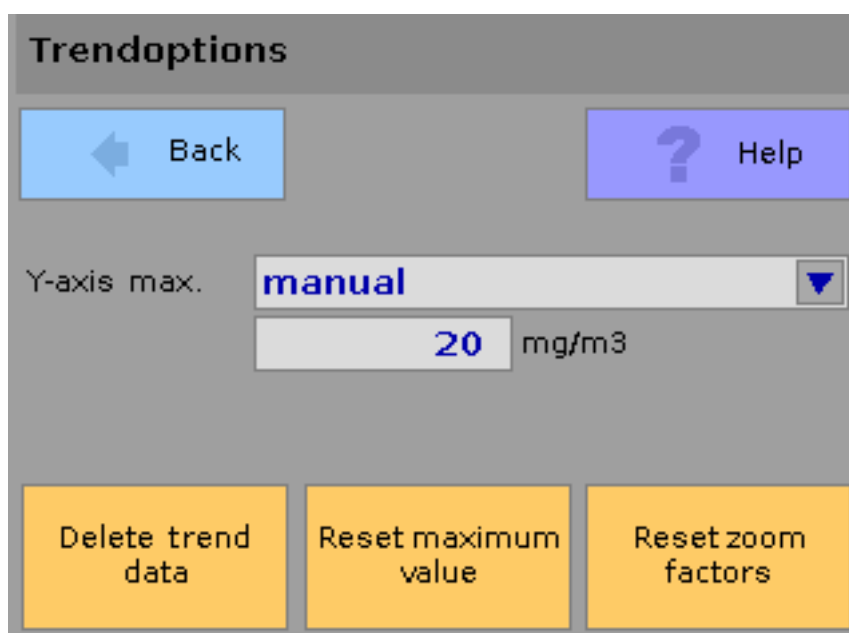 Trendoptions
Back
? Help
Y-axis max.
manual
20 mg/m3
Delete trend
data
Reset maximum
value
Reset zoom
factors